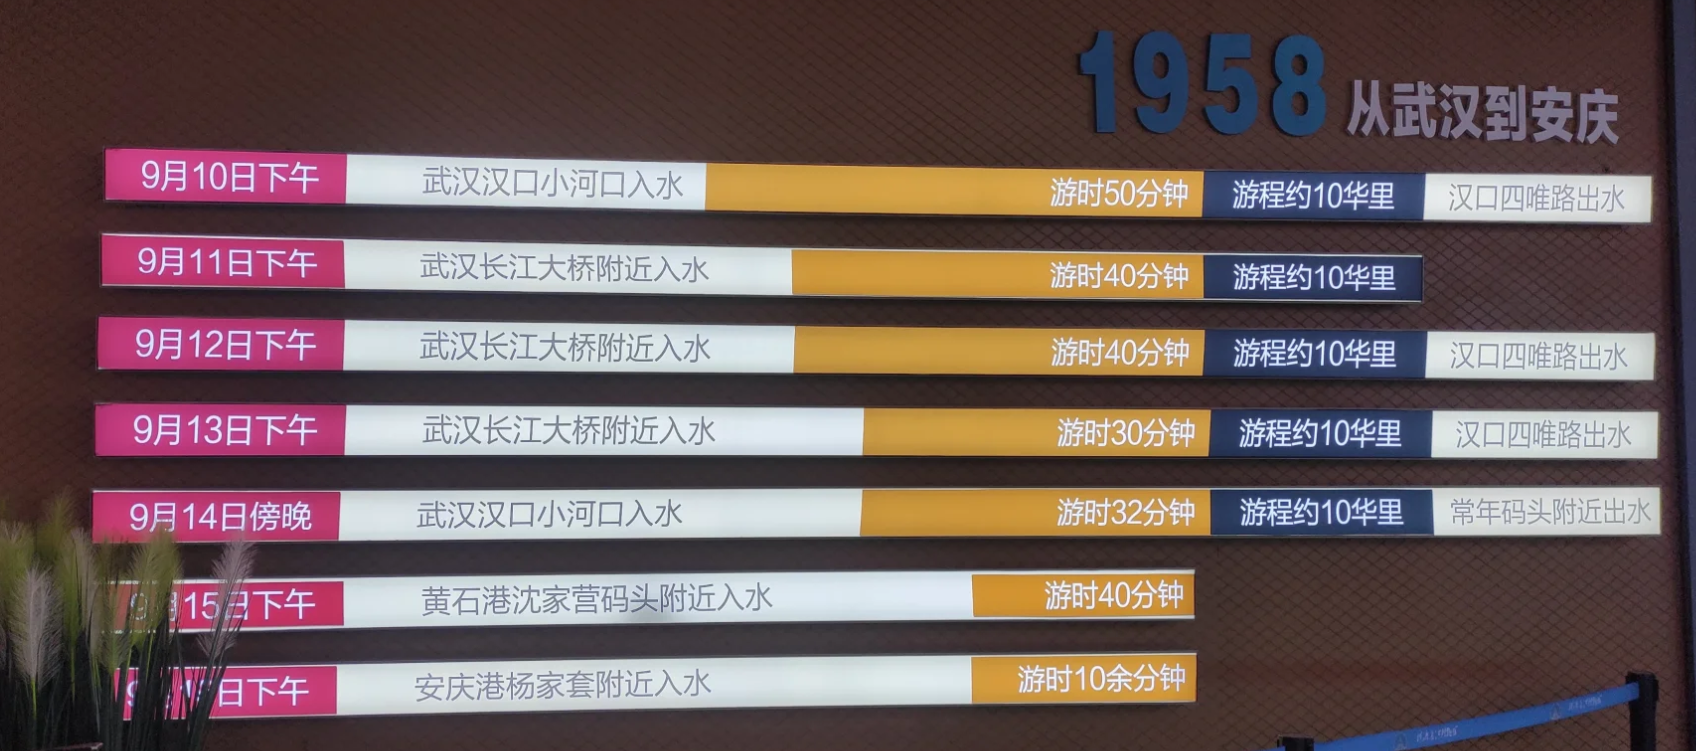 1958 从武汉到安庆
9月10日下午 武汉汉口小河口入水 游时50分钟 游程约10华里 汉口四唯路出水
9月11日下午 武汉长江大桥附近入水 游时40分钟 游程约10华里
9月12日下午 武汉长江大桥附近入水 游时40分钟 游程约10华里 汉口四唯路出水
9月13日下午 武汉长江大桥附近入水 游时30分钟 游程约10华里 汉口四唯路出水
9月14日傍晚 武汉汉口小河口入水 游时32分钟 游程约10华里 常年码头附近出水
9月15日下午 黄石港沈家营码头附近入水 游时40分钟
日下午 安庆港杨家套附近入水 游时10余分钟